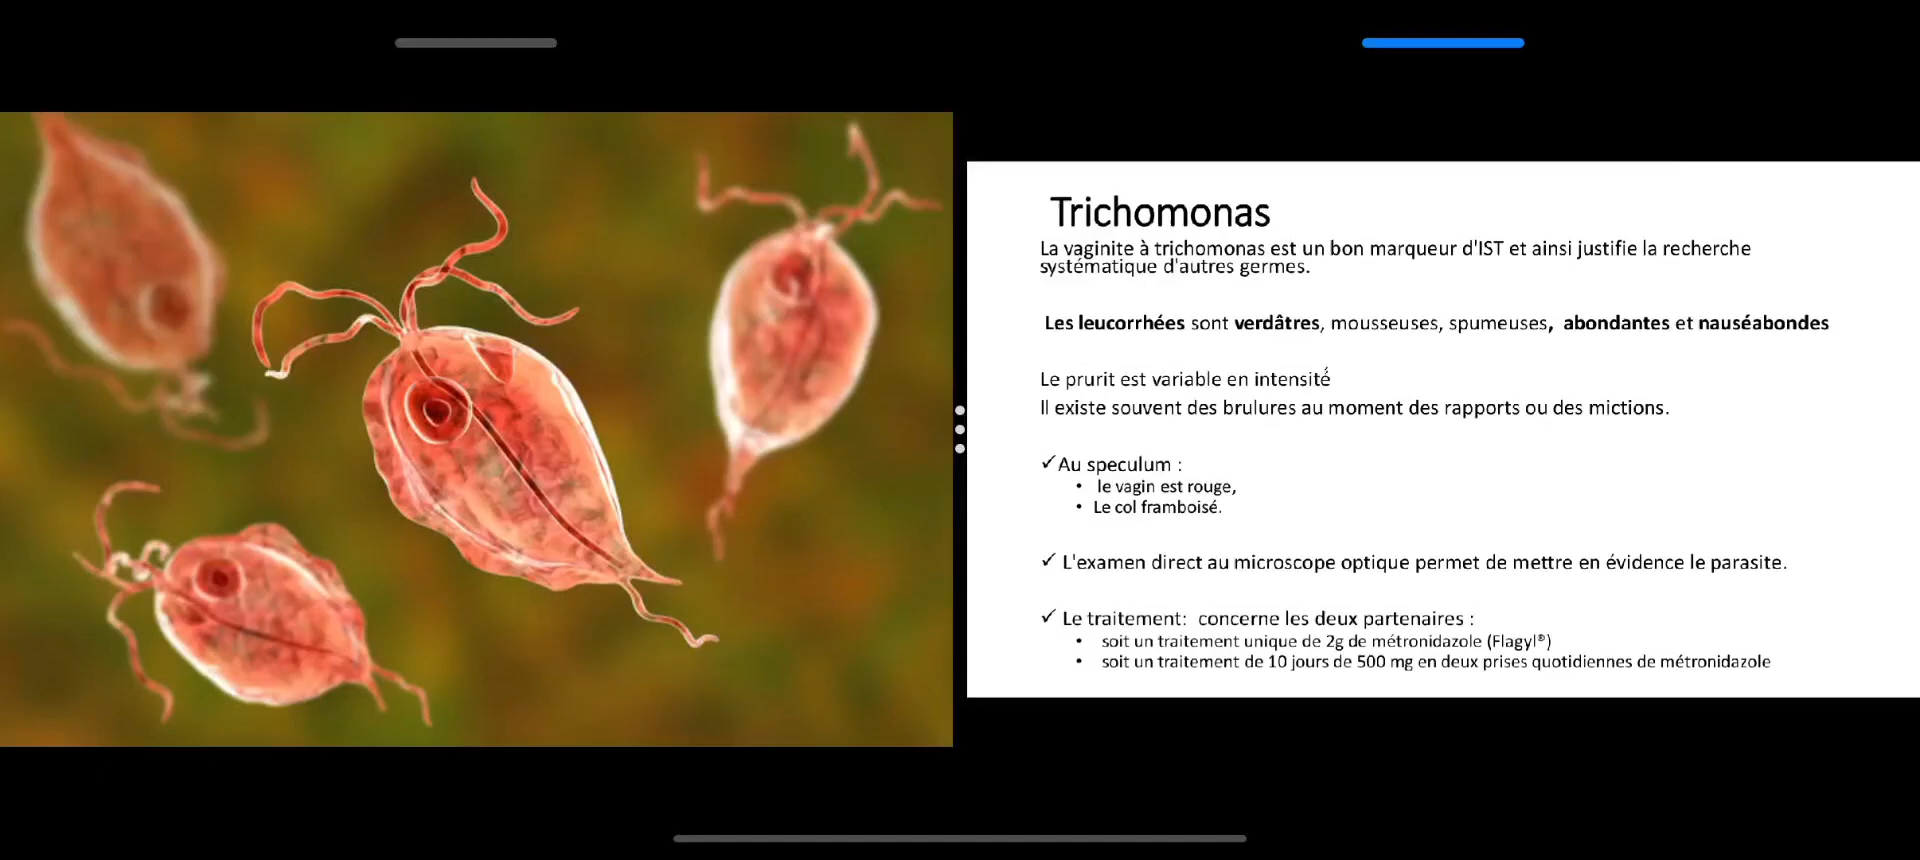 Trichomonas
La vaginite à trichomonas est un bon marqueur d'IST et ainsi justifie la recherche
systématique d'autres germes.
Les leucorrhées sont verdâtres, mousseuses, spumeuses, abondantes et nauséabondes
Le prurit est variable en intensité́
Il existe souvent des brulures au moment des rapports ou des mictions.
✓Au speculum :
• le vagin est rouge,
• Le col framboisé.
✓ L'examen direct au microscope optique permet de mettre en évidence le parasite.
✓ Le traitement: concerne les deux partenaires :
• soit un traitement unique de 2g de métronidazole (Flagyl®)
• soit un traitement de 10 jours de 500 mg en deux prises quotidiennes de métronidazole